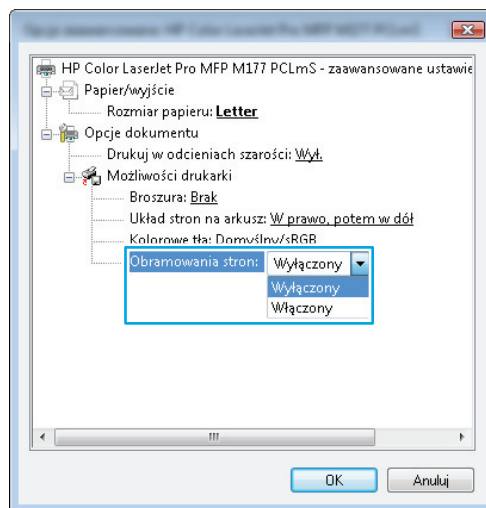 HP Color LaserJet Pro MFP M177 PCLmS - zaawansowane ustawie
Papier/wyjście
Rozmiar papieru: Letter
Opcje dokumentu
Drukuj w odcieniach szarości: Wył.
Możliwości drukarki
Broszura: Brak
Układ stron na arkusz: W prawo, potem w dół
Kolorowe tła: Domyślny/sRGB
Obramowania stron: Wyłączony
Wyłączony
Włączony
OK Anuluj